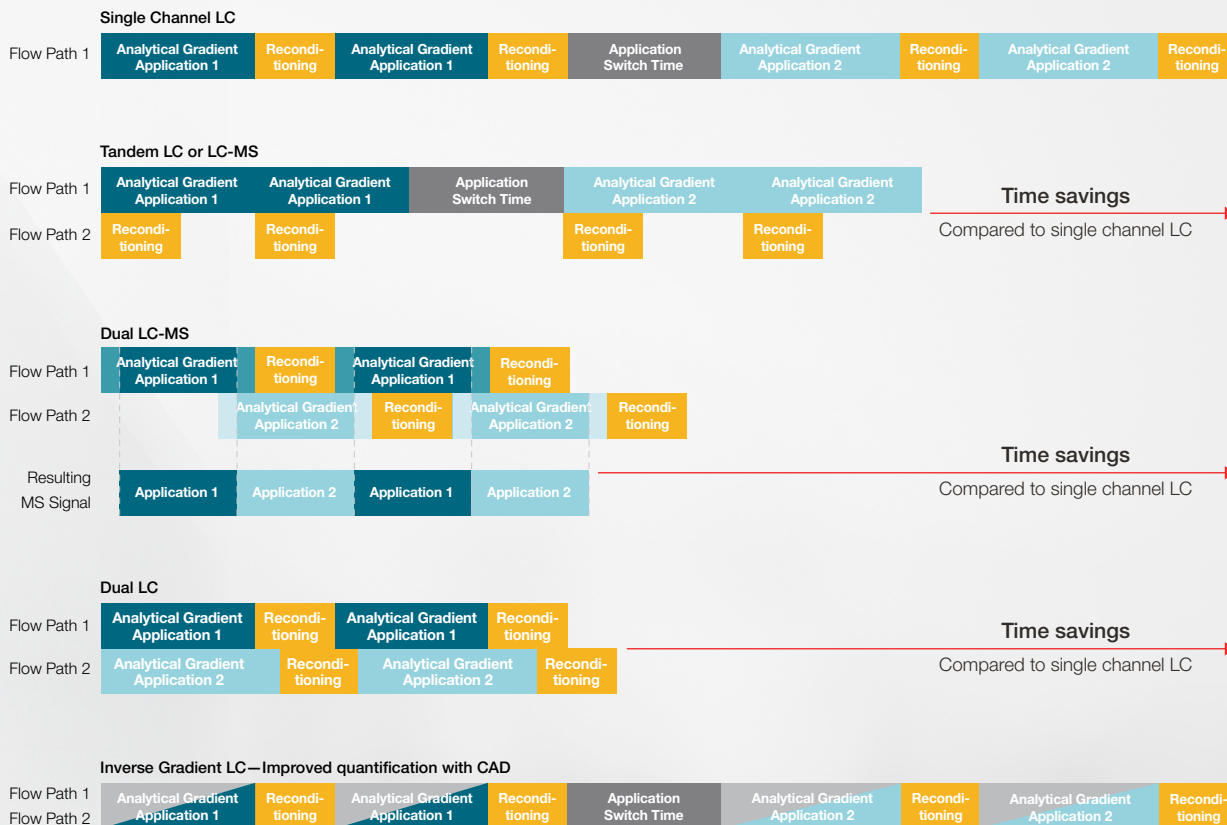 Single Channel LC
Flow Path 1
Analytical Gradient
Application 1
Recondi-
tioning
Analytical Gradient
Application 1
Recondi-
tioning
Application
Switch Time
Analytical Gradient
Application 2
Recondi-
tioning
Analytical Gradient
Application 2
Recondi-
tioning
Tandem LC or LC-MS
Flow Path 1
Analytical Gradient
Application 1
Analytical Gradient
Application 1
Application
Switch Time
Analytical Gradient
Application 2
Analytical Gradient
Application 2
Flow Path 2
Recondi-
tioning
Recondi-
tioning
Recondi-
tioning
Recondi-
tioning
Time savings
Compared to single channel LC
Dual LC-MS
Flow Path 1
Analytical Gradient
Application 1
Recondi-
tioning
Analytical Gradient
Application 1
Recondi-
tioning
Flow Path 2
Analytical Gradient
Application 2
Recondi-
tioning
Analytical Gradient
Application 2
Recondi-
tioning
Resulting
MS Signal
Application 1
Application 2
Application 1
Application 2
Time savings
Compared to single channel LC
Dual LC
Flow Path 1
Analytical Gradient
Application 1
Recondi-
tioning
Analytical Gradient
Application 1
Recondi-
tioning
Flow Path 2
Analytical Gradient
Application 2
Recondi-
tioning
Analytical Gradient
Application 2
Recondi-
tioning
Time savings
Compared to single channel LC
Inverse Gradient LC—Improved quantification with CAD
Flow Path 1
Flow Path 2
Analytical Gradient
Application 1
Recondi-
tioning
Analytical Gradient
Application 1
Recondi-
tioning
Application
Switch Time
Analytical Gradient
Application 2
Recondi-
tioning
Analytical Gradient
Application 2
Recondi-
tioning